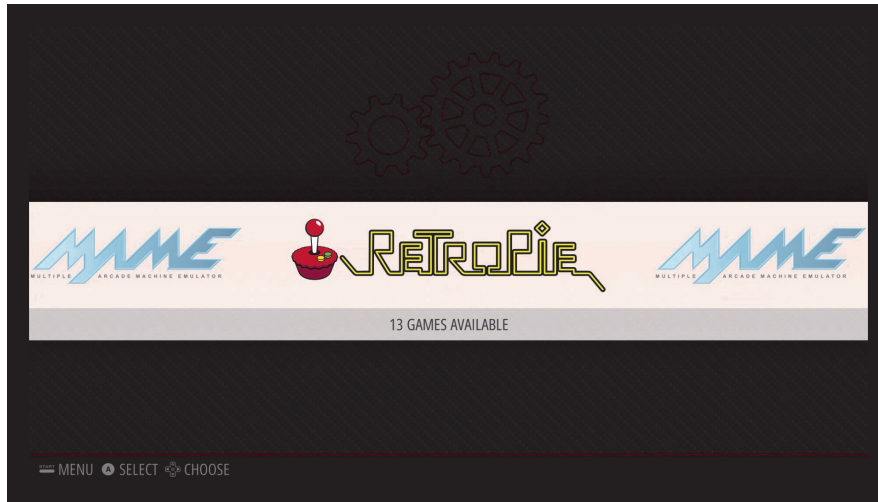 MAME RETROPIE MAME
MULTIPLE ARCADE MACHINE EMULATOR MULTIPLE ARCADE MACHINE EMULATOR
13 GAMES AVAILABLE
START MENU A SELECT CHOOSE